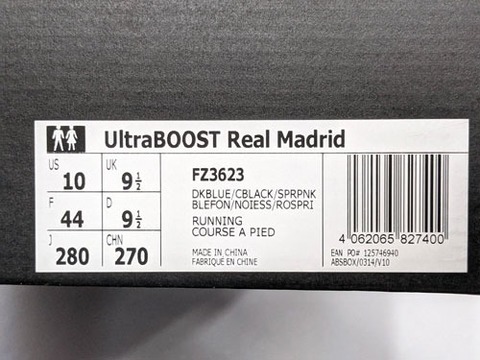 UltraBOOST Real Madrid
US 10 UK 9½
F 44 D 9½
J 280 CHN 270
FZ3623
DKBLUE/CBLACK/SPRPNK
BLEFON/NOIESS/ROSPRI
RUNNING
COURSE A PIED
MADE IN CHINA
FABRIQUÉ EN CHINE
4 062065 827400
EAN PO# 125746940
ABSBOX/0314/V10